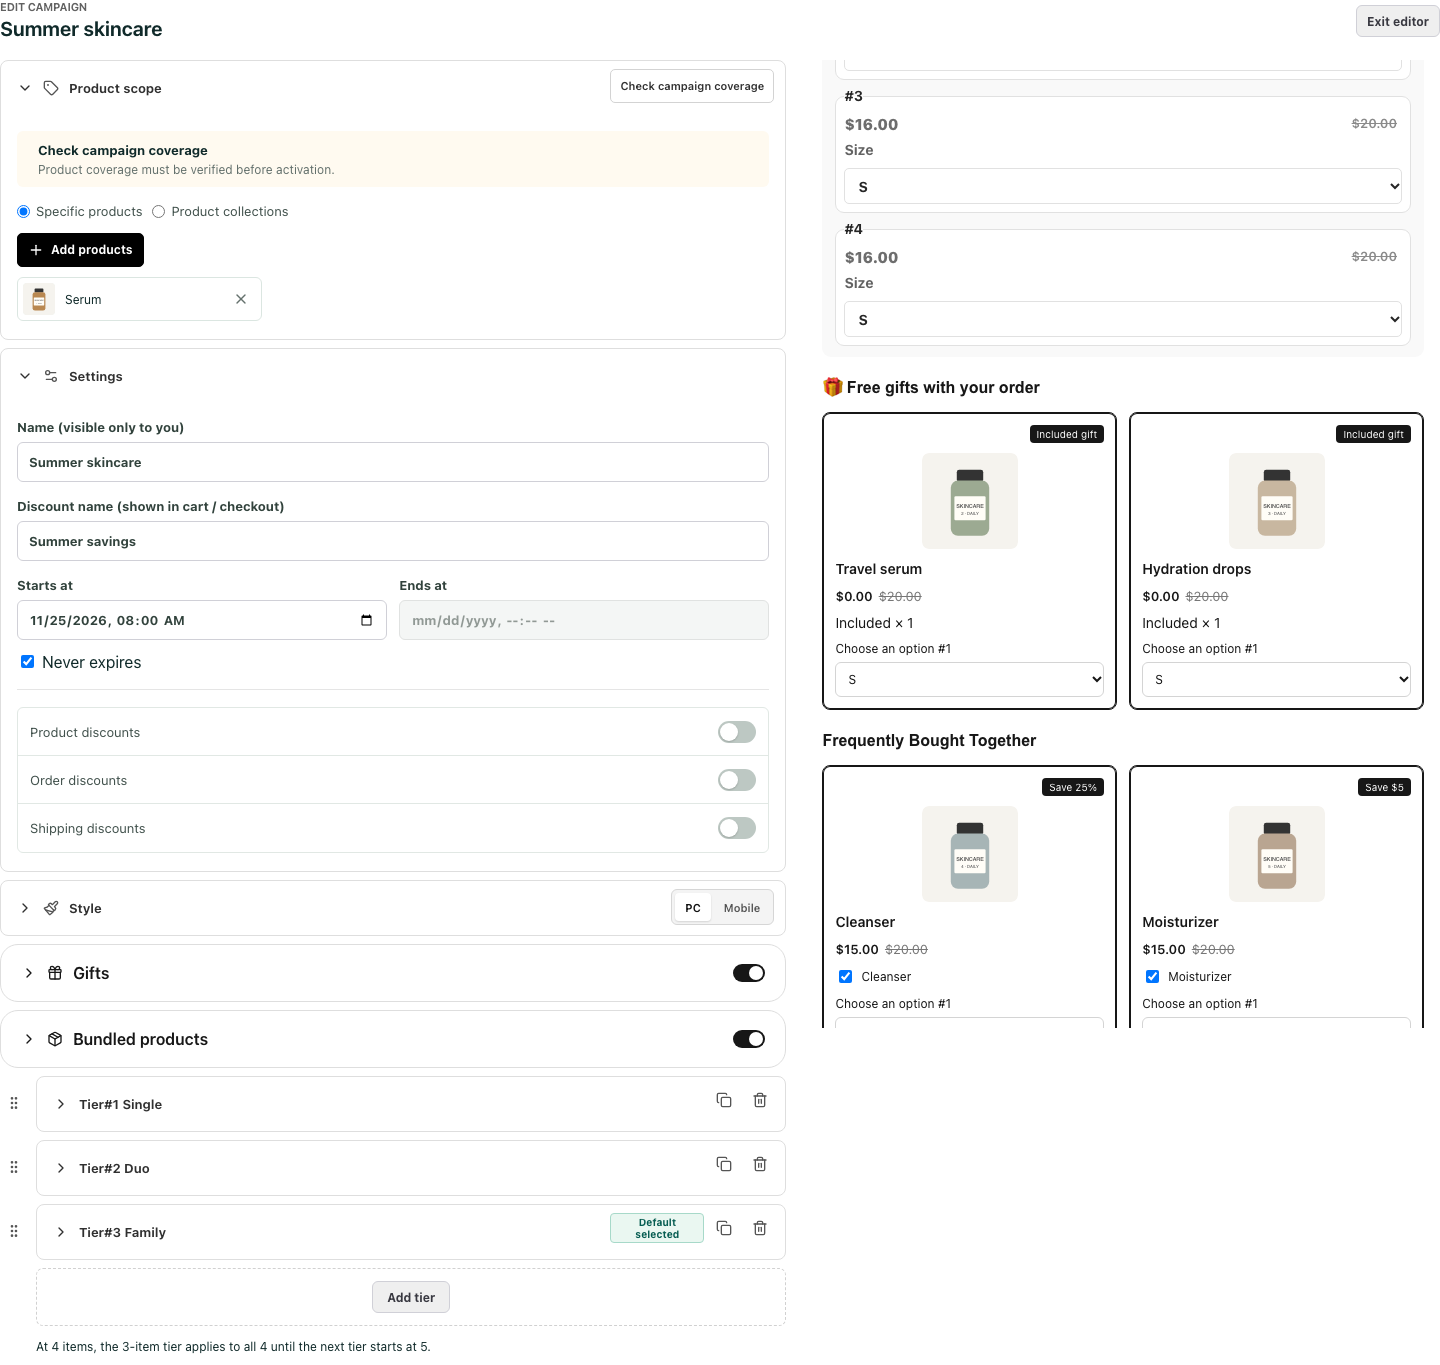 EDIT CAMPAIGN
Summer skincare
Exit editor
Product scope
Check campaign coverage
Check campaign coverage
Product coverage must be verified before activation.
Specific products
Product collections
Add products
Serum
Settings
Name (visible only to you)
Summer skincare
Discount name (shown in cart / checkout)
Summer savings
Starts at
Ends at
11/25/2026, 08:00 AM
mm/dd/yyyy, --:-- --
Never expires
Product discounts
Order discounts
Shipping discounts
Style
PC
Mobile
Gifts
Bundled products
Tier#1 Single
Tier#2 Duo
Tier#3 Family
Default
selected
Add tier
At 4 items, the 3-item tier applies to all 4 until the next tier starts at 5.
#3
$16.00
$20.00
Size
S
#4
$16.00
$20.00
Size
S
🎁 Free gifts with your order
Included gift
SKINCARE
Travel serum
$0.00 $20.00
Included × 1
Choose an option #1
S
Included gift
SKINCARE
Hydration drops
$0.00 $20.00
Included × 1
Choose an option #1
S
Frequently Bought Together
Save 25%
SKINCARE
Cleanser
$15.00 $20.00
Cleanser
Choose an option #1
Save $5
SKINCARE
Moisturizer
$15.00 $20.00
Moisturizer
Choose an option #1